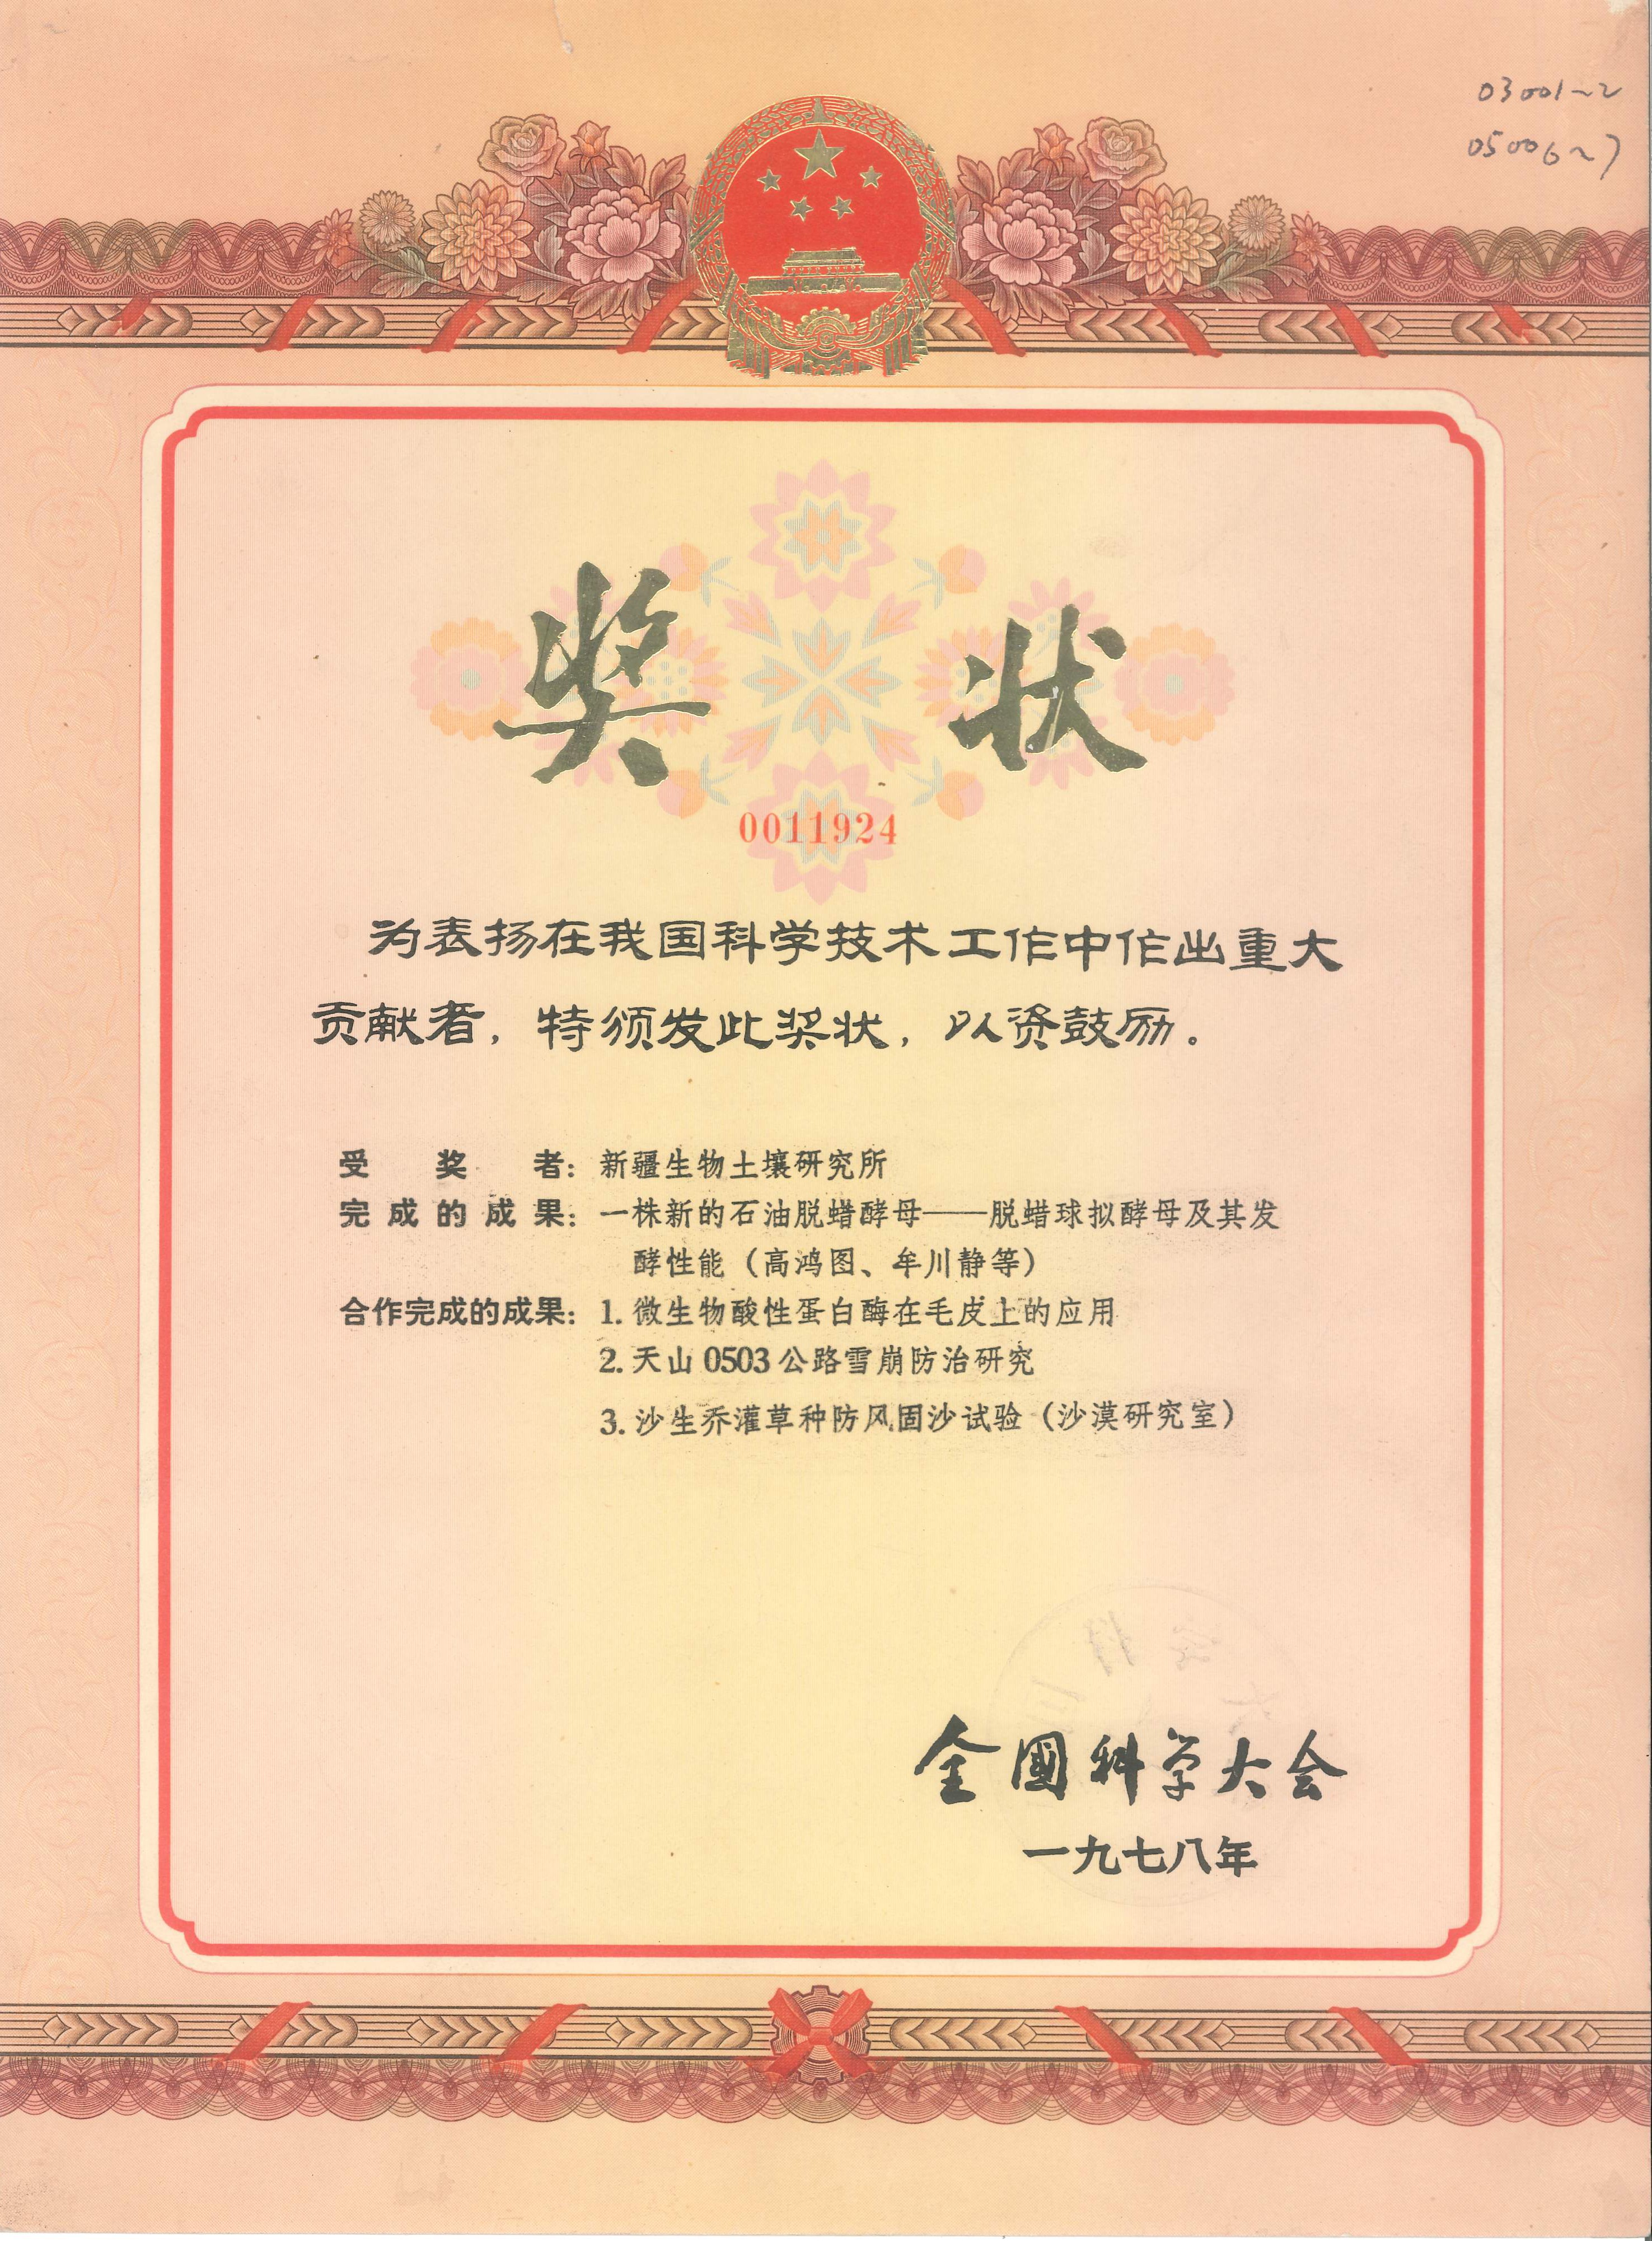 03001~2
05006~7
奖状
0011924
为表扬在我国科学技术工作中作出重大
贡献者，特颁发此奖状，以资鼓励。
受奖者：新疆生物土壤研究所
完成的成果：一株新的石油脱蜡酵母——脱蜡球拟酵母及其发
酵性能（高鸿图、牟川静等）
合作完成的成果：1. 微生物酸性蛋白酶在毛皮上的应用
2. 天山 0503 公路雪崩防治研究
3. 沙生乔灌草种防风固沙试验（沙漠研究室）
全國科学大会
一九七八年